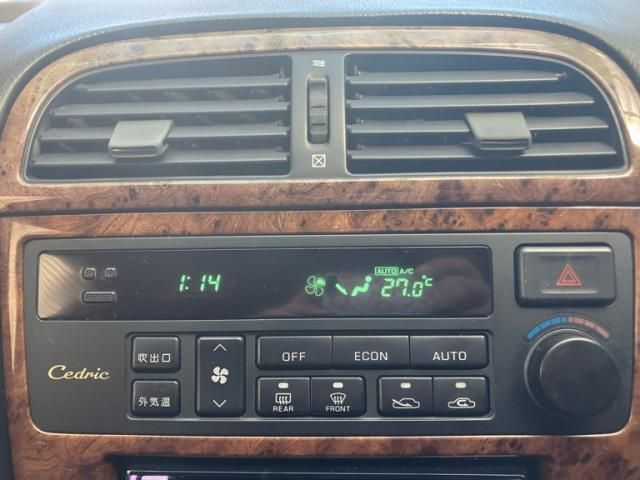 1:14
AUTO A/C
27.0°C
吹出口
OFF
ECON
AUTO
Cedric
外気温
REAR
FRONT